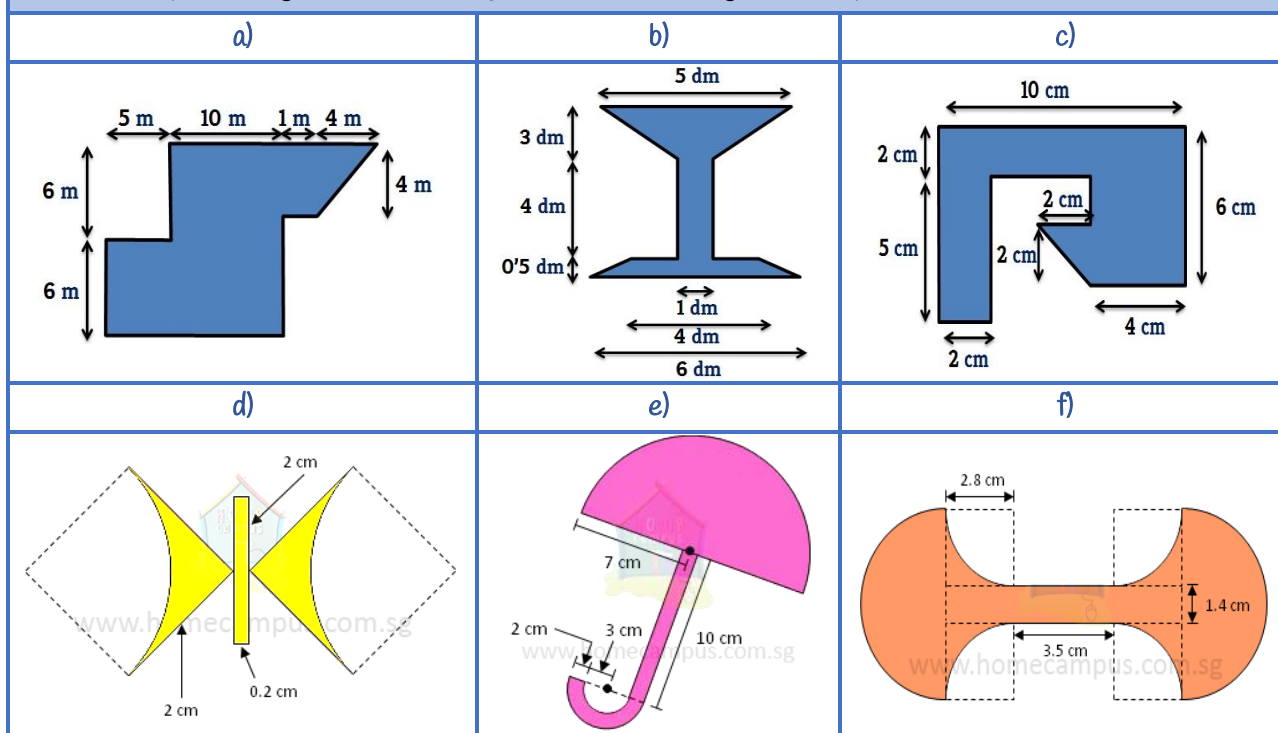 a)
b)
c)
5 m
10 m
1 m
4 m
6 m
4 m
6 m
5 dm
3 dm
4 dm
0'5 dm
1 dm
4 dm
6 dm
10 cm
2 cm
2 cm
6 cm
5 cm
2 cm
4 cm
2 cm
d)
e)
f)
2 cm
www.homecampus.com.sg
0.2 cm
2 cm
7 cm
2 cm
3 cm
10 cm
www.homecampus.com.sg
2.8 cm
1.4 cm
3.5 cm
www.homecampus.com.sg